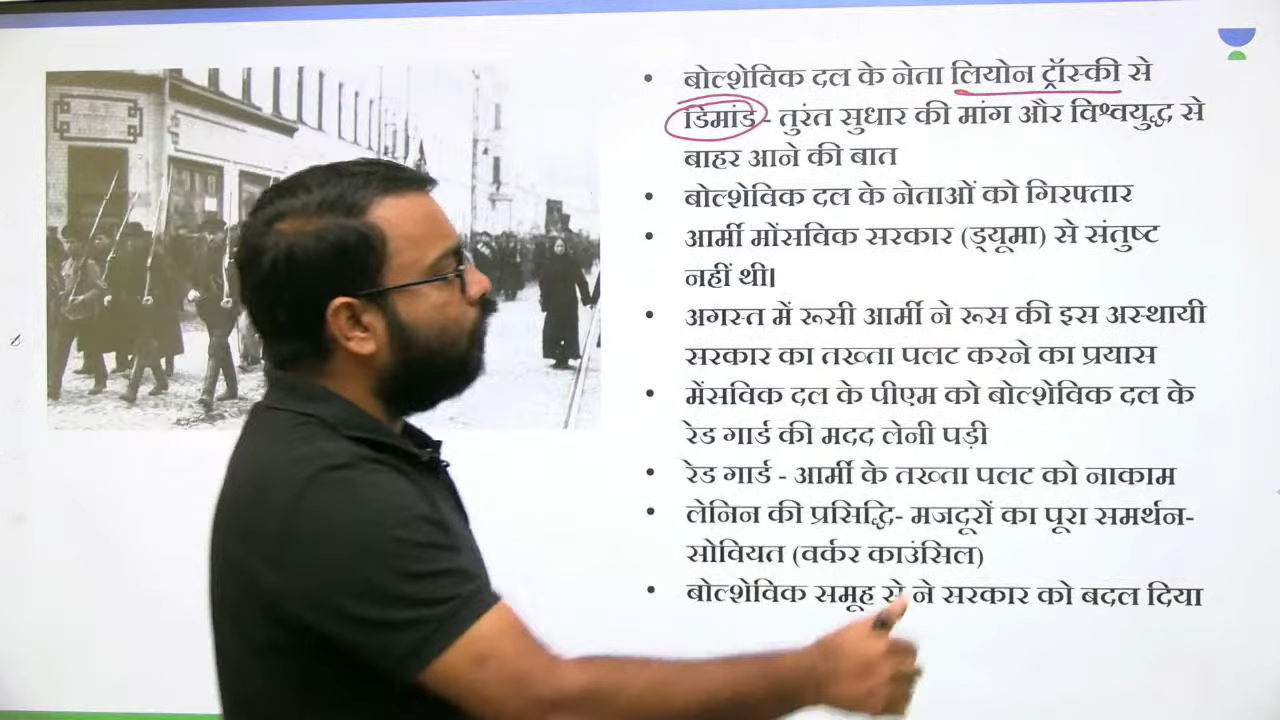 • बोल्शेविक दल के नेता लियोन ट्रॉस्की से
डिमांड - तुरंत सुधार की मांग और विश्वयुद्ध से
बाहर आने की बात
• बोल्शेविक दल के नेताओं को गिरफ्तार
• आर्मी मोंसविक सरकार (ड्यूमा) से संतुष्ट
नहीं थी।
• अगस्त में रूसी आर्मी ने रूस की इस अस्थायी
सरकार का तख्ता पलट करने का प्रयास
• मेंसविक दल के पीएम को बोल्शेविक दल के
रेड गार्ड की मदद लेनी पड़ी
• रेड गार्ड - आर्मी के तख्ता पलट को नाकाम
• लेनिन की प्रसिद्धि- मजदूरों का पूरा समर्थन-
सोवियत (वर्कर काउंसिल)
• बोल्शेविक समूह से ने सरकार को बदल दिया